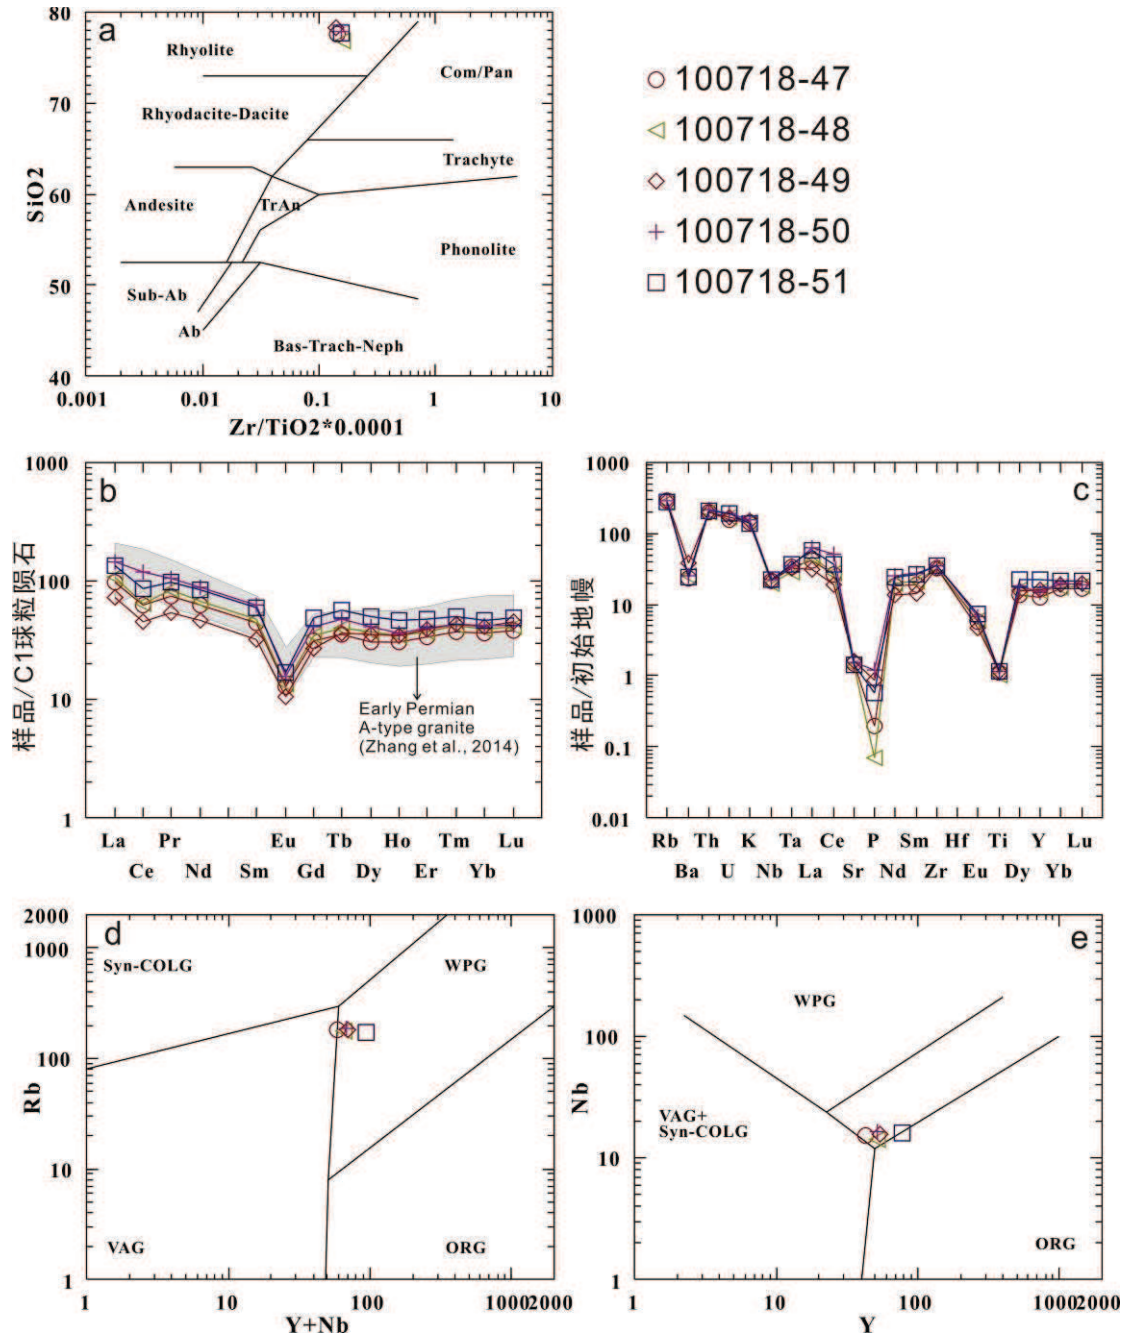 a
80
70
60
50
40
SiO2
Rhyolite
Com/Pan
Rhyodacite-Dacite
Trachyte
Andesite
TrAn
Phonolite
Sub-Ab
Ab
Bas-Trach-Neph
0.001 0.01 0.1 1 10
Zr/TiO2*0.0001
100718-47
100718-48
100718-49
100718-50
100718-51
b
1000
100
10
1
样品/C1球粒陨石
Early Permian
A-type granite
(Zhang et al., 2014)
La Pr Eu Tb Ho Tm Lu
Ce Nd Sm Gd Dy Er Yb
c
1000
100
10
1
0.1
0.01
样品/初始地幔
Rb Th K Ta Ce P Sm Hf Ti Y Lu
Ba U Nb La Sr Nd Zr Eu Dy Yb
d
2000
1000
100
10
1
Rb
Syn-COLG
WPG
VAG
ORG
1 10 100 1000 2000
Y+Nb
e
1000
100
10
1
Nb
WPG
VAG+
Syn-COLG
ORG
1 10 100 1000 2000
Y